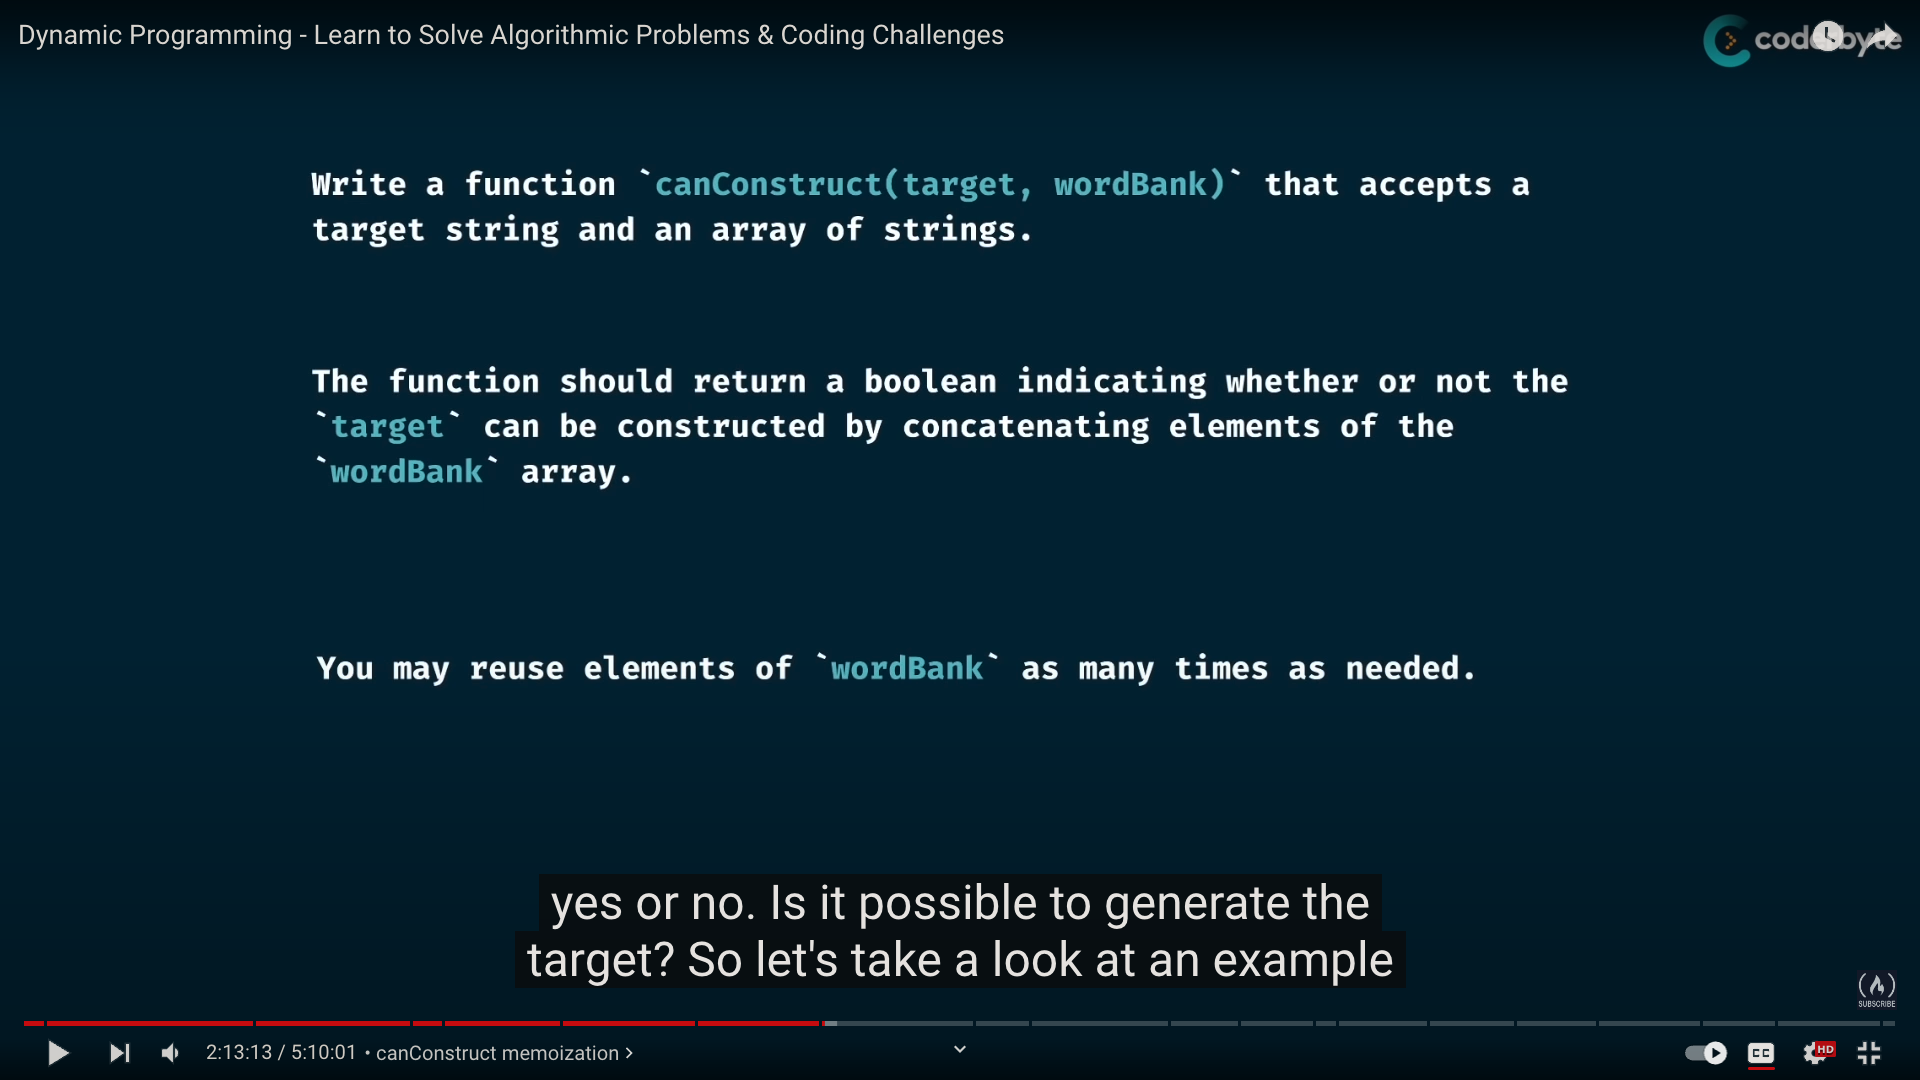 Dynamic Programming - Learn to Solve Algorithmic Problems & Coding Challenges
coderbyte
Write a function `canConstruct(target, wordBank)` that accepts a
target string and an array of strings.
The function should return a boolean indicating whether or not the
`target` can be constructed by concatenating elements of the
`wordBank` array.
You may reuse elements of `wordBank` as many times as needed.
yes or no. Is it possible to generate the
target? So let's take a look at an example
SUBSCRIBE
2:13:13 / 5:10:01 • canConstruct memoization >
CC
HD